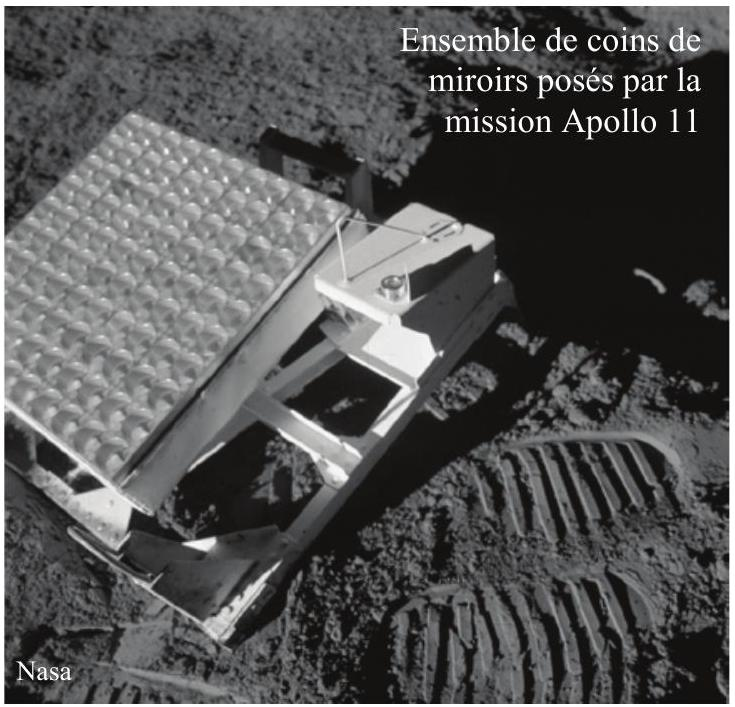 Ensemble de coins de
miroirs posés par la
mission Apollo 11
Nasa